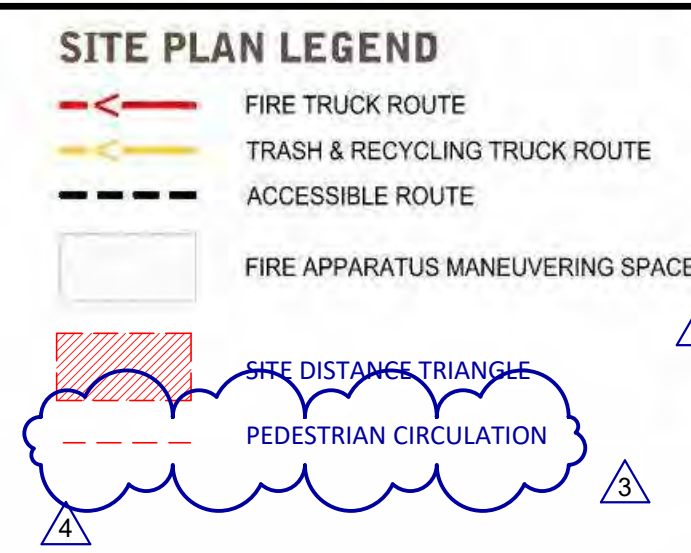 SITE PLAN LEGEND
FIRE TRUCK ROUTE
TRASH & RECYCLING TRUCK ROUTE
ACCESSIBLE ROUTE
FIRE APPARATUS MANEUVERING SPACE
SITE DISTANCE TRIANGLE
PEDESTRIAN CIRCULATION
3
4